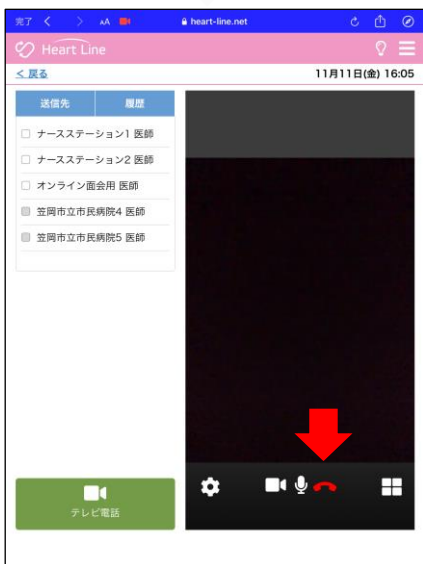 完了 AA heart-line.net
Heart Line
< 戻る 11月11日(金) 16:05
送信先 履歴
ナースステーション1 医師
ナースステーション2 医師
オンライン面会用 医師
笠岡市立市民病院4 医師
笠岡市立市民病院5 医師
テレビ電話